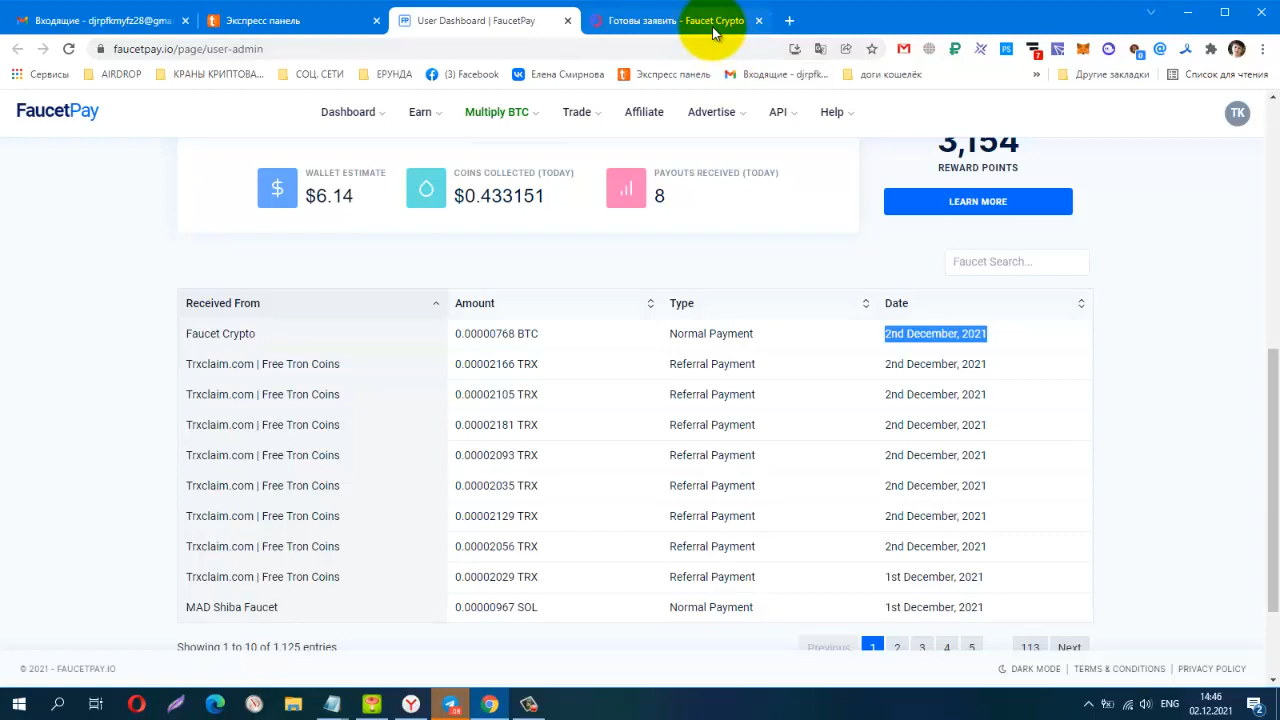 Входящие - djrpfkmyfz28@gma
Экспресс панель
User Dashboard | FaucetPay
Готовы заявить - Faucet Crypto
faucetpay.io/page/user-admin
7
0
Сервисы
AIRDROP
КРАНЫ КРИПТОВА...
СОЦ. СЕТИ
ЕРУНДА
(3) Facebook
Елена Смирнова
Экспресс панель
Входящие - djrpfk...
доги кошелёк
»
Другие закладки
Список для чтения
FaucetPay
Dashboard
Earn
Multiply BTC
Trade
Affiliate
Advertise
API
Help
TK
3,154
REWARD POINTS
LEARN MORE
WALLET ESTIMATE
$6.14
COINS COLLECTED (TODAY)
$0.433151
PAYOUTS RECEIVED (TODAY)
8
Faucet Search...
Received From Amount Type Date
Faucet Crypto 0.00000768 BTC Normal Payment 2nd December, 2021
Trxclaim.com | Free Tron Coins 0.00002166 TRX Referral Payment 2nd December, 2021
Trxclaim.com | Free Tron Coins 0.00002105 TRX Referral Payment 2nd December, 2021
Trxclaim.com | Free Tron Coins 0.00002181 TRX Referral Payment 2nd December, 2021
Trxclaim.com | Free Tron Coins 0.00002093 TRX Referral Payment 2nd December, 2021
Trxclaim.com | Free Tron Coins 0.00002035 TRX Referral Payment 2nd December, 2021
Trxclaim.com | Free Tron Coins 0.00002129 TRX Referral Payment 2nd December, 2021
Trxclaim.com | Free Tron Coins 0.00002056 TRX Referral Payment 2nd December, 2021
Trxclaim.com | Free Tron Coins 0.00002029 TRX Referral Payment 1st December, 2021
MAD Shiba Faucet 0.00000967 SOL Normal Payment 1st December, 2021
Showing 1 to 10 of 1,125 entries
Previous 1 2 3 4 5 113 Next
© 2021 - FAUCETPAY.IO
DARK MODE | TERMS & CONDITIONS | PRIVACY POLICY
ENG
14:46
02.12.2021
2